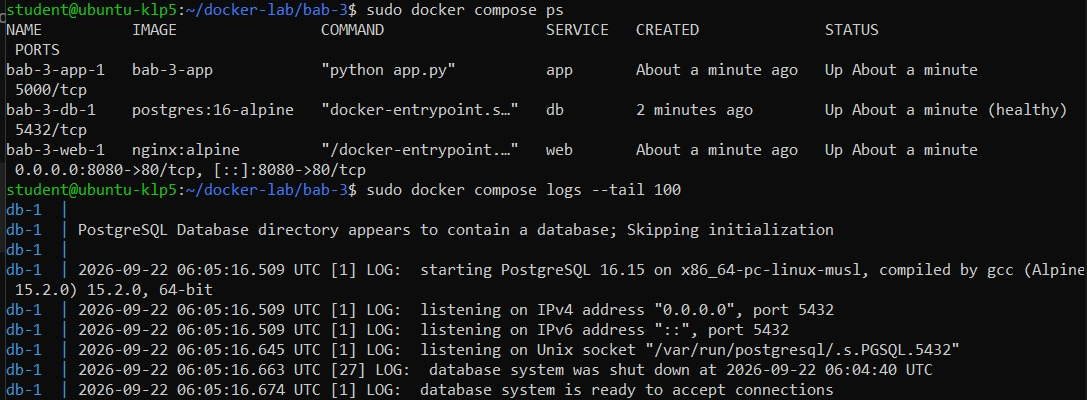 student@ubuntu-klp5:~/docker-lab/bab-3$ sudo docker compose ps
NAME IMAGE COMMAND SERVICE CREATED STATUS
PORTS
bab-3-app-1 bab-3-app "python app.py" app About a minute ago Up About a minute
5000/tcp
bab-3-db-1 postgres:16-alpine "docker-entrypoint.s…" db 2 minutes ago Up About a minute (healthy)
5432/tcp
bab-3-web-1 nginx:alpine "/docker-entrypoint.…" web About a minute ago Up About a minute
0.0.0.0:8080->80/tcp, [::]:8080->80/tcp
student@ubuntu-klp5:~/docker-lab/bab-3$ sudo docker compose logs --tail 100
db-1 |
db-1 | PostgreSQL Database directory appears to contain a database; Skipping initialization
db-1 |
db-1 | 2026-09-22 06:05:16.509 UTC [1] LOG: starting PostgreSQL 16.15 on x86_64-pc-linux-musl, compiled by gcc (Alpine
15.2.0) 15.2.0, 64-bit
db-1 | 2026-09-22 06:05:16.509 UTC [1] LOG: listening on IPv4 address "0.0.0.0", port 5432
db-1 | 2026-09-22 06:05:16.509 UTC [1] LOG: listening on IPv6 address "::", port 5432
db-1 | 2026-09-22 06:05:16.645 UTC [1] LOG: listening on Unix socket "/var/run/postgresql/.s.PGSQL.5432"
db-1 | 2026-09-22 06:05:16.663 UTC [27] LOG: database system was shut down at 2026-09-22 06:04:40 UTC
db-1 | 2026-09-22 06:05:16.674 UTC [1] LOG: database system is ready to accept connections